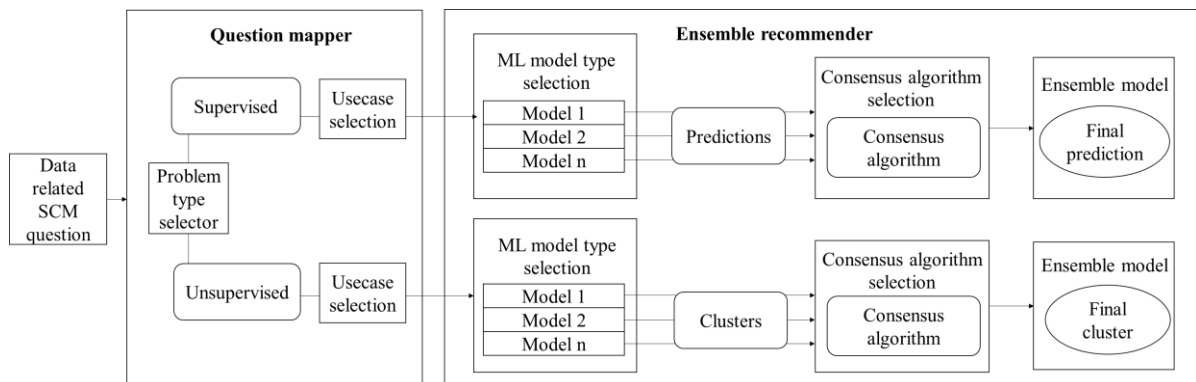 Question mapper
Ensemble recommender
Data
related
SCM
question
Problem
type
selector
Supervised
Usecase
selection
ML model type
selection
Model 1
Model 2
Model n
Predictions
Consensus algorithm
selection
Consensus
algorithm
Ensemble model
Final
prediction
Unsupervised
Usecase
selection
ML model type
selection
Model 1
Model 2
Model n
Clusters
Consensus algorithm
selection
Consensus
algorithm
Ensemble model
Final
cluster